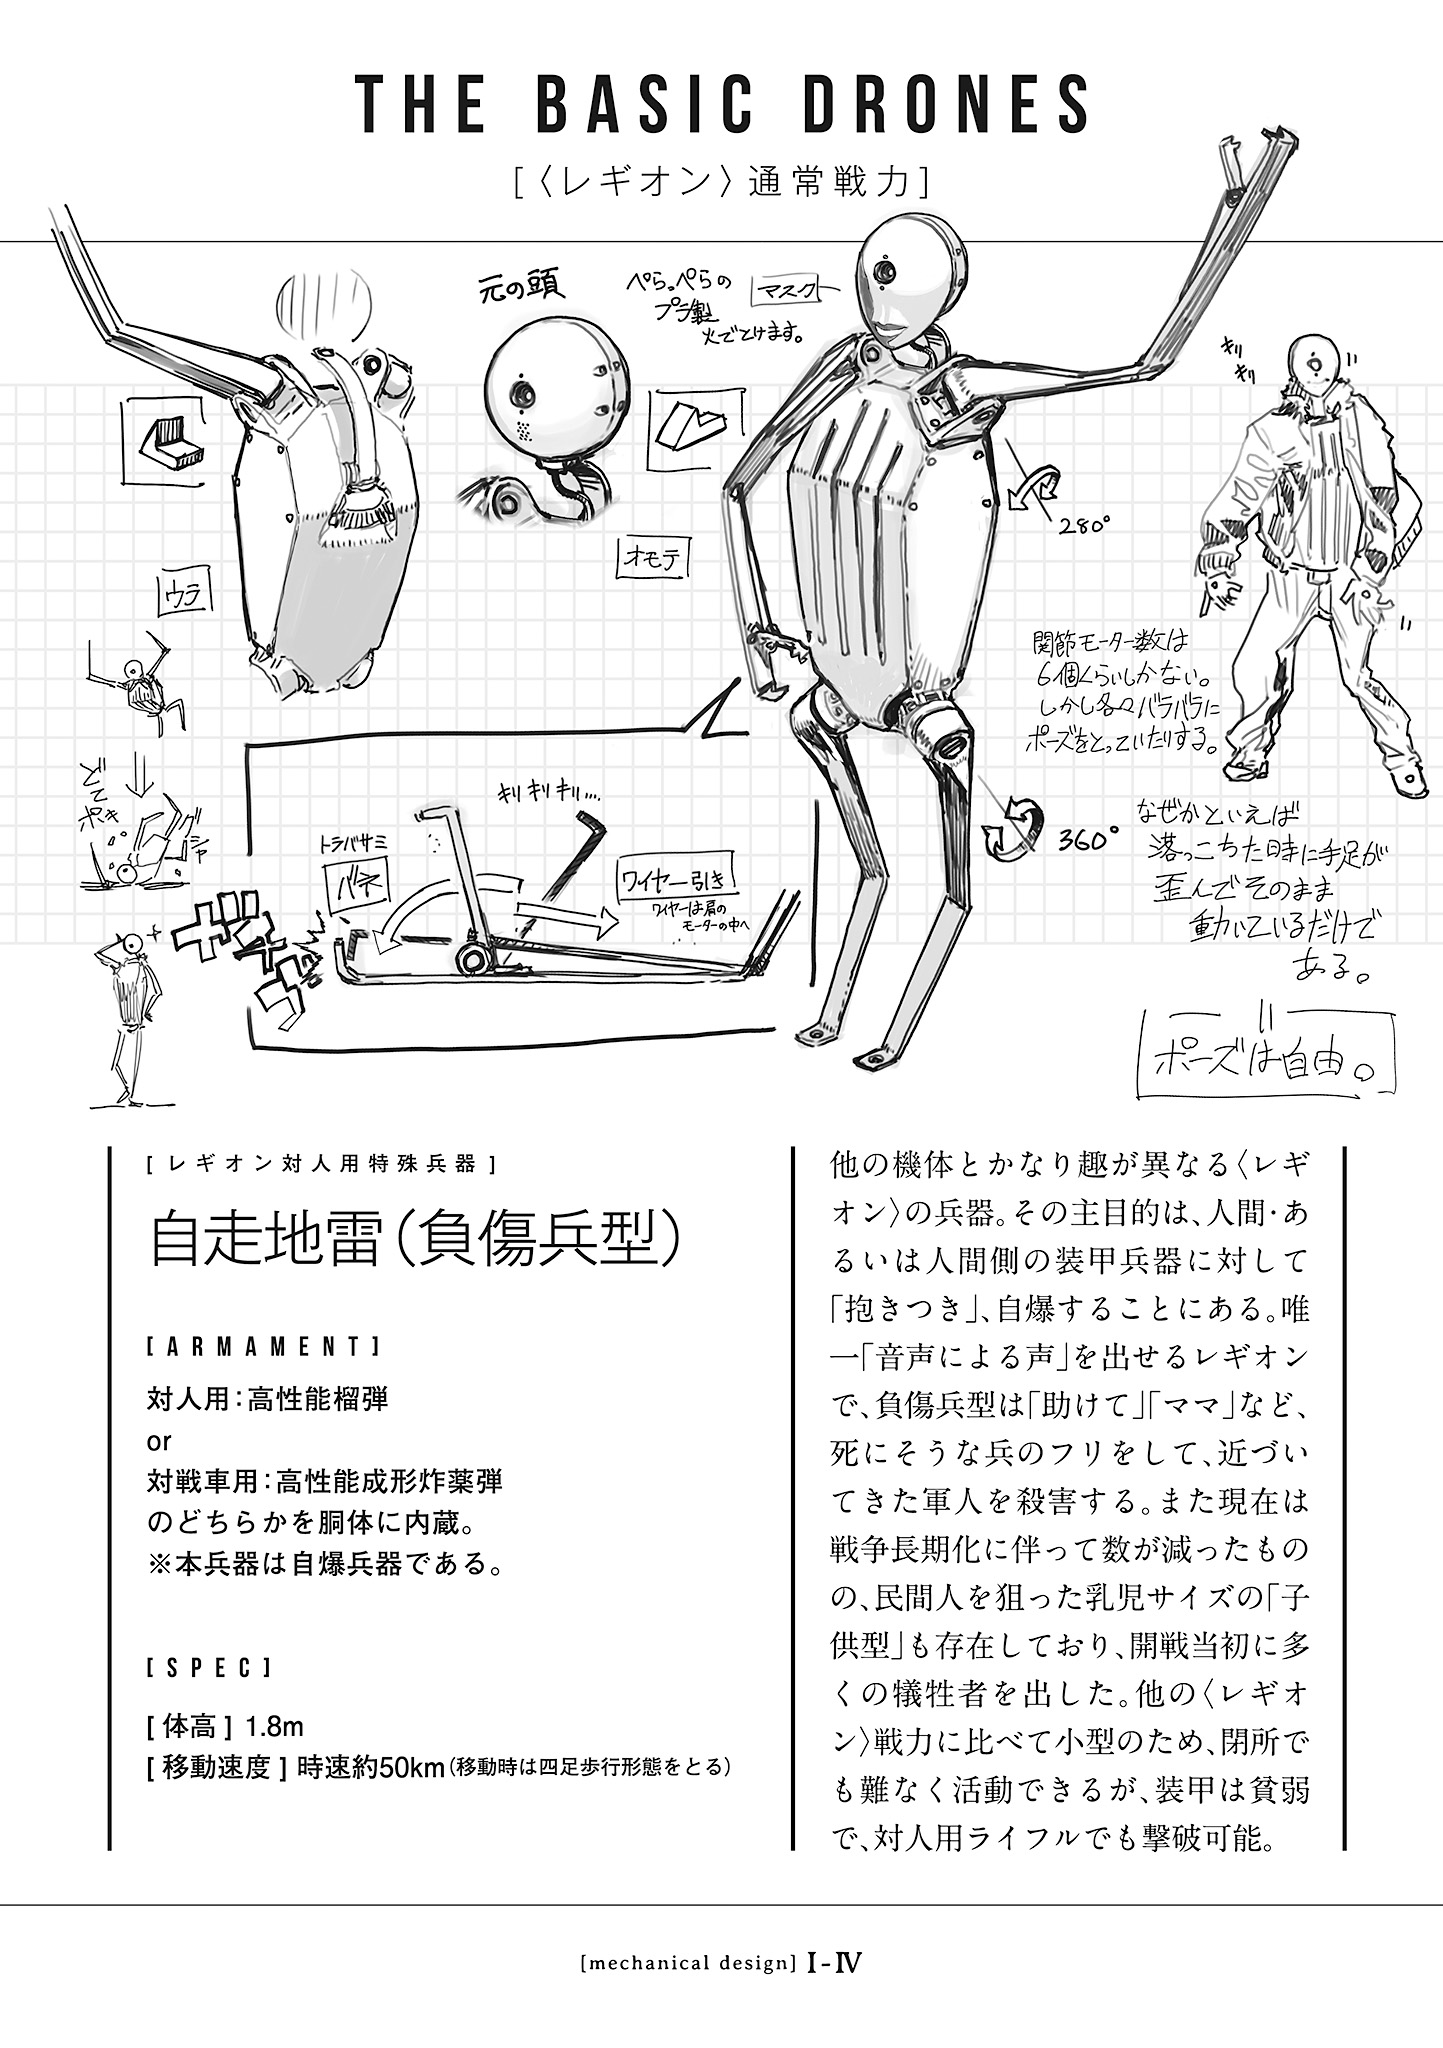 THE BASIC DRONES
[〈レギオン〉通常戦力]
元の頭
ぺらっぺらの
プラ製
火でとけます。
マスク
キリ
キリ
280°
オモテ
ウラ
関節モーター数は
6個くらいしかない。
しかし各々バラバラに
ポーズをとっていたりする。
ポキ
グシャ
キリキリキリ....
トラバサミ
バネ
ワイヤー引き
ワイヤーは肩の
モーターの中へ
360°
なぜかといえば
落っこちた時に手足が
歪んでそのまま
動いているだけで
ある。
ポーズは自由。
[レギオン対人用特殊兵器]
自走地雷(負傷兵型)
[ARMAMENT]
対人用:高性能榴弾
or
対戦車用:高性能成形炸薬弾
のどちらかを胴体に内蔵。
※本兵器は自爆兵器である。
[SPEC]
[体高] 1.8m
[移動速度] 時速約50km(移動時は四足歩行形態をとる)
他の機体とかなり趣が異なる〈レギ
オン〉の兵器。その主目的は、人間・あ
るいは人間側の装甲兵器に対して
「抱きつき」、自爆することにある。唯
一「音声による声」を出せるレギオン
で、負傷兵型は「助けて」「ママ」など、
死にそうな兵のフリをして、近づい
てきた軍人を殺害する。また現在は
戦争長期化に伴って数が減ったもの
の、民間人を狙った乳児サイズの「子
供型」も存在しており、開戦当初に多
くの犠牲者を出した。他の〈レギオ
ン〉戦力に比べて小型のため、閉所で
も難なく活動できるが、装甲は貧弱
で、対人用ライフルでも撃破可能。
[mechanical design] I-IV